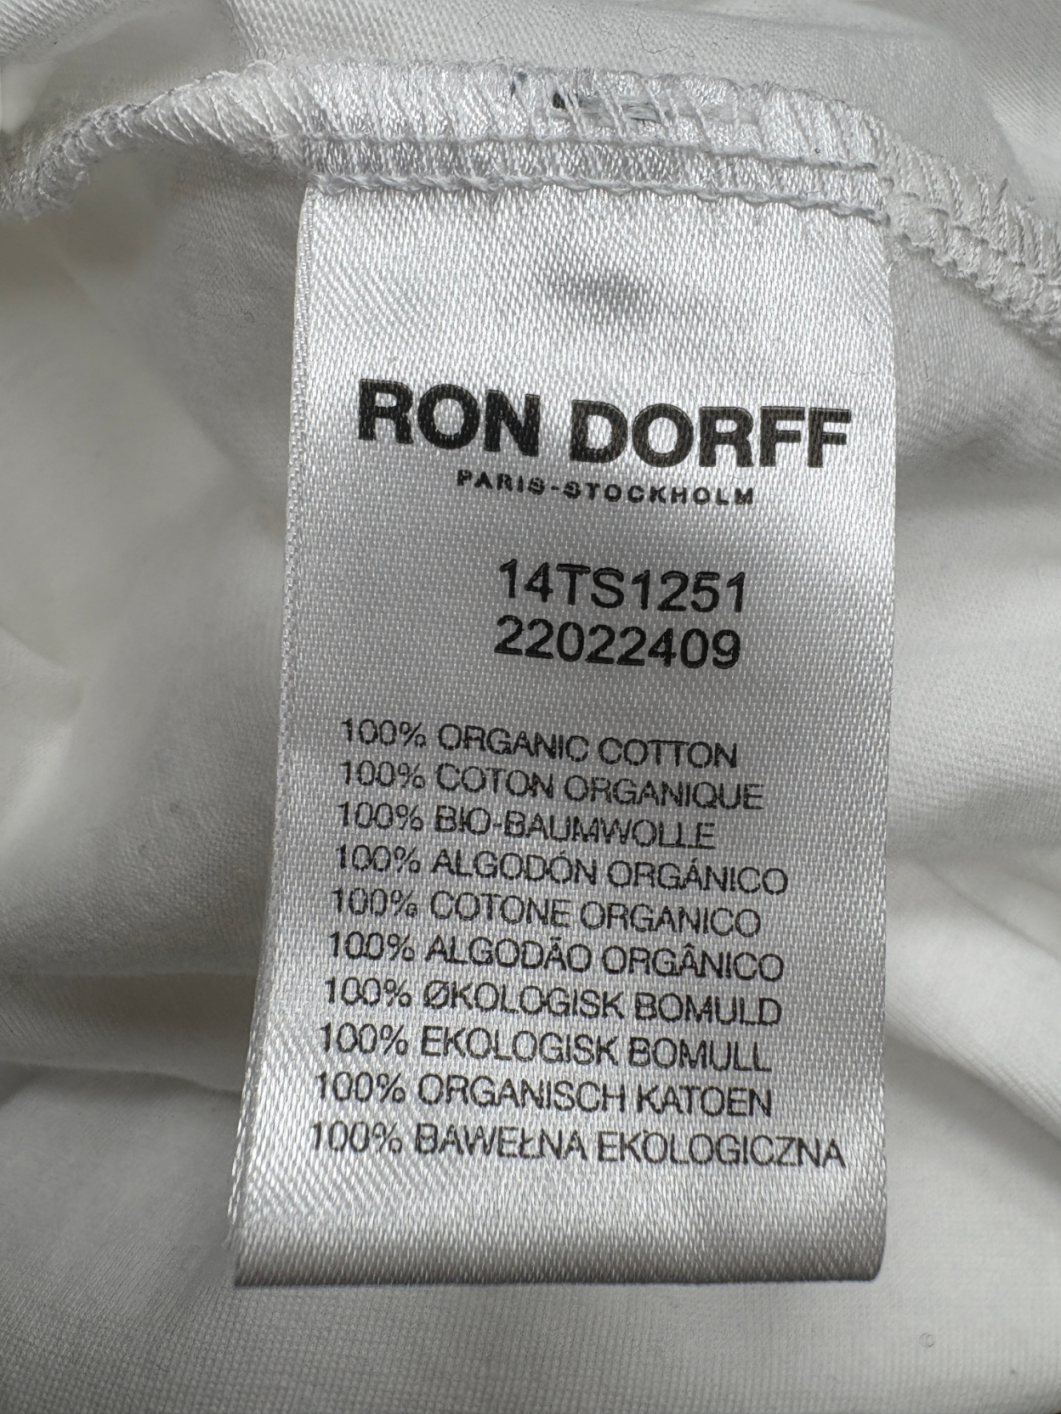 RON DORFF
PARIS-STOCKHOLM
14TS1251
22022409
100% ORGANIC COTTON
100% COTON ORGANIQUE
100% BIO-BAUMWOLLE
100% ALGODÓN ORGÁNICO
100% COTONE ORGANICO
100% ALGODÃO ORGÂNICO
100% ØKOLOGISK BOMULD
100% EKOLOGISK BOMULL
100% ORGANISCH KATOEN
100% BAWEŁNA EKOLOGICZNA